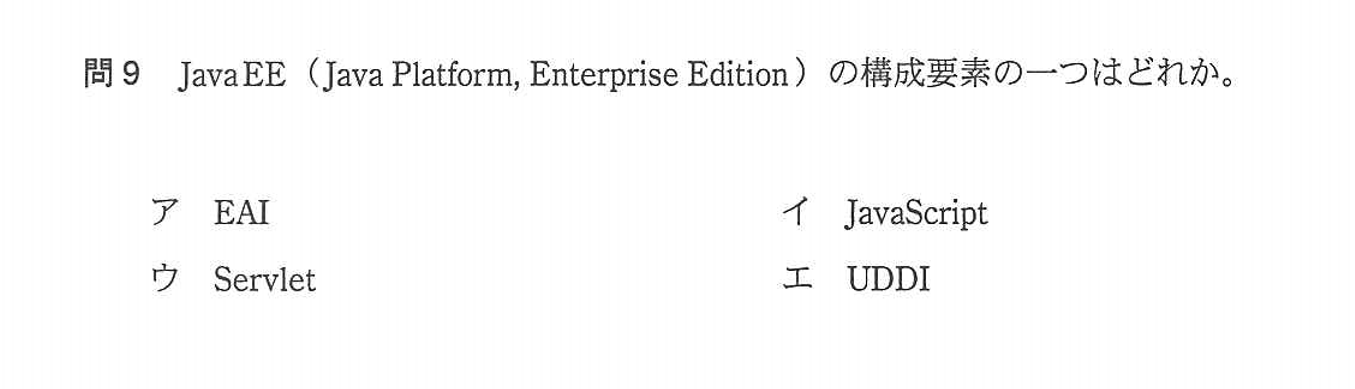 問9 Java EE（Java Platform, Enterprise Edition）の構成要素の一つはどれか。
ア EAI イ JavaScript
ウ Servlet エ UDDI